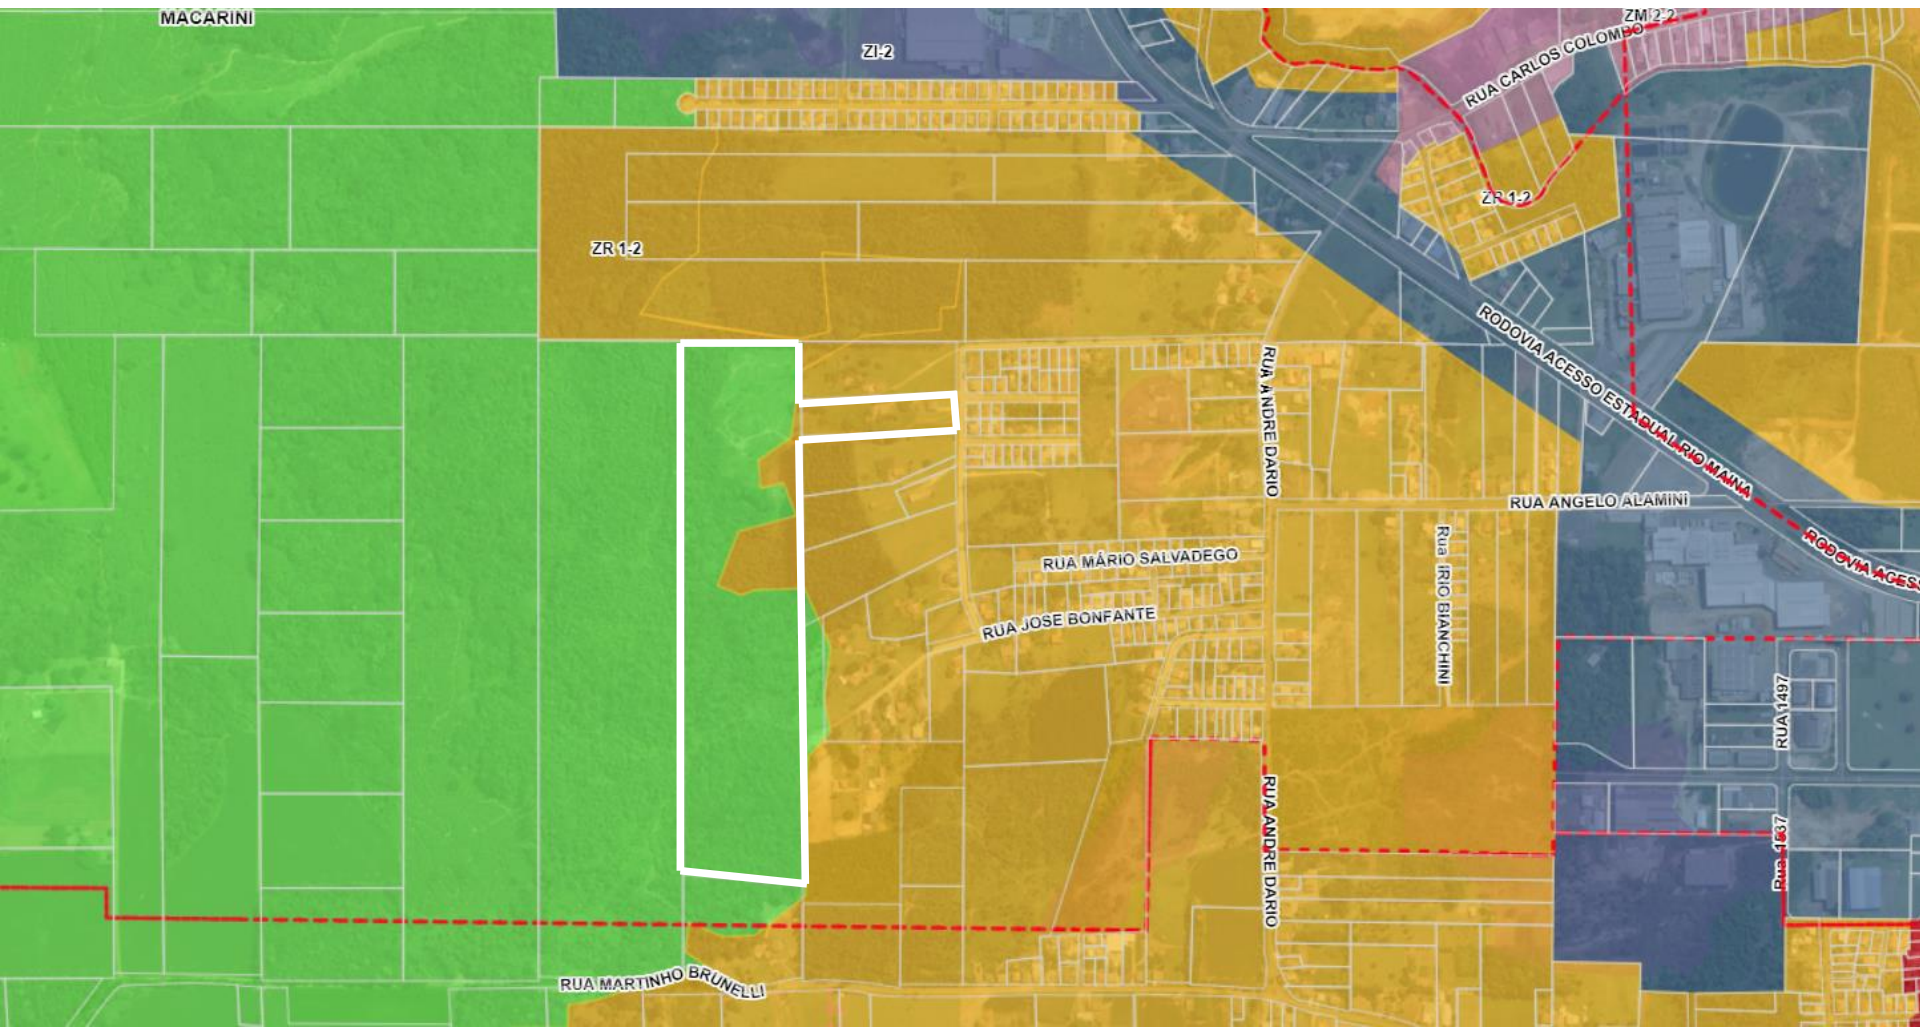 MACARINI
ZM 2-2
ZI-2
RUA CARLOS COLOMBO
ZR 1-2
ZR 1-2
RODOVIA ACESSO ESTADUAL RIO MAINA
RUA ANDRE DARIO
RUA ANGELO ALAMINI
RUA MÁRIO SALVADEGO
Rua IRIO BIANCHINI
RODOVIA ACESS
RUA JOSE BONFANTE
RUA 1497
RUA ANDRE DARIO
Rua 1537
RUA MARTINHO BRUNELLI